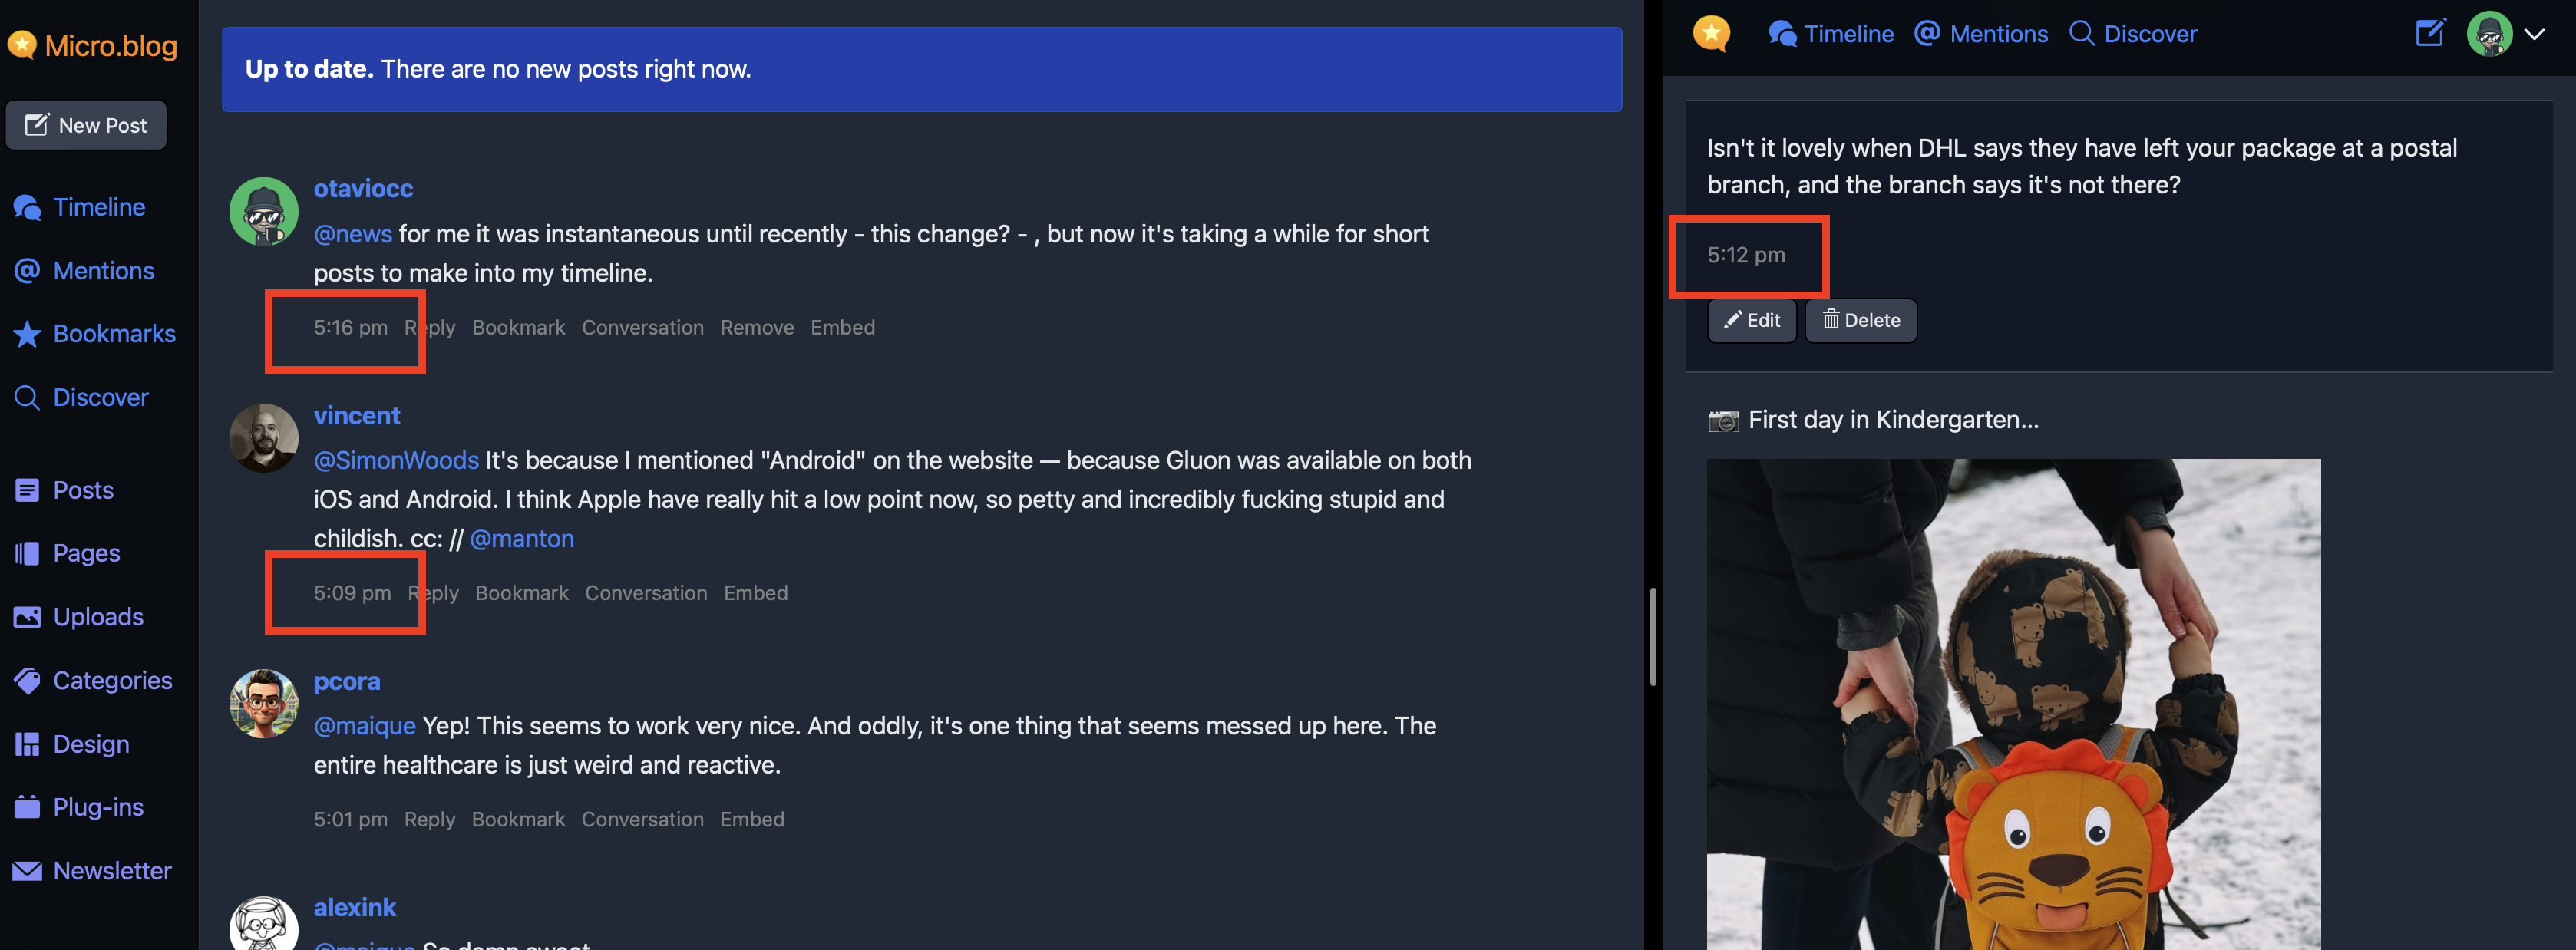 Micro.blog
New Post
Timeline
Mentions
Bookmarks
Discover
Posts
Pages
Uploads
Categories
Design
Plug-ins
Newsletter
Up to date. There are no new posts right now.
otaviocc
@news for me it was instantaneous until recently - this change? - , but now it's taking a while for short
posts to make into my timeline.
5:16 pm Reply Bookmark Conversation Remove Embed
vincent
@SimonWoods It's because I mentioned "Android" on the website — because Gluon was available on both
iOS and Android. I think Apple have really hit a low point now, so petty and incredibly fucking stupid and
childish. cc: // @manton
5:09 pm Reply Bookmark Conversation Embed
pcora
@maique Yep! This seems to work very nice. And oddly, it's one thing that seems messed up here. The
entire healthcare is just weird and reactive.
5:01 pm Reply Bookmark Conversation Embed
alexink
@maique So damn sweet
Timeline @ Mentions Discover
Isn't it lovely when DHL says they have left your package at a postal
branch, and the branch says it's not there?
5:12 pm
Edit Delete
📷 First day in Kindergarten...